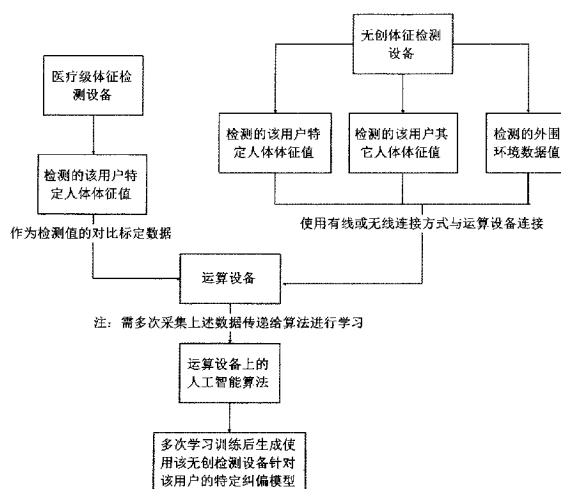 无创体征检测
设备
医疗级体征检
测设备
检测的该用户特
定人体体征值
检测的该用户其
它人体体征值
检测的外围
环境数据值
检测的该用户特
定人体体征值
作为检测值的对比标定数据
使用有线或无线连接方式与运算设备连接
运算设备
注：需多次采集上述数据传递给算法进行学习
运算设备上的
人工智能算法
多次学习训练后生成使
用该无创检测设备针对
该用户的特定纠偏模型